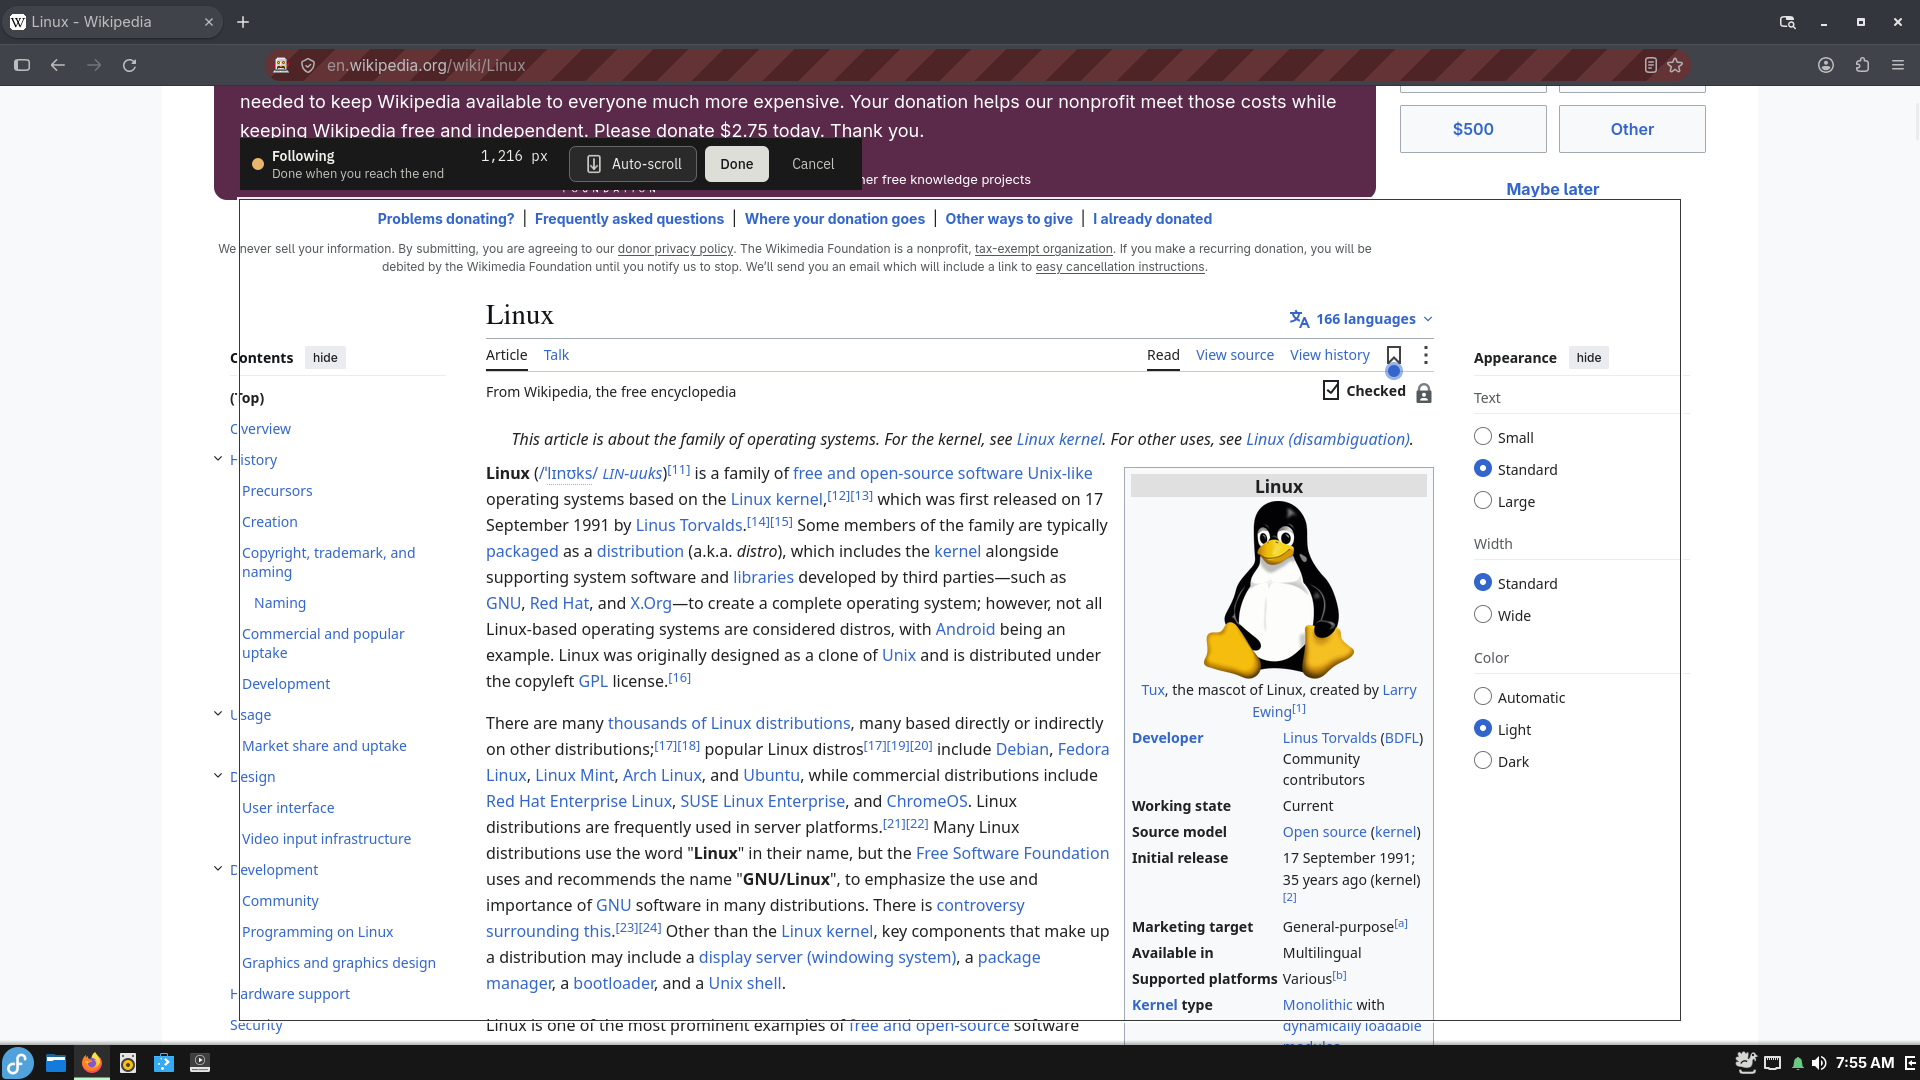 Linux - Wikipedia
en.wikipedia.org/wiki/Linux
needed to keep Wikipedia available to everyone much more expensive. Your donation helps our nonprofit meet those costs while
keeping Wikipedia free and independent. Please donate $2.75 today. Thank you.
$500
Other
Maybe later
Following
Done when you reach the end
1,216 px
Auto-scroll
Done
Cancel
her free knowledge projects
Problems donating? | Frequently asked questions | Where your donation goes | Other ways to give | I already donated
We never sell your information. By submitting, you are agreeing to our donor privacy policy. The Wikimedia Foundation is a nonprofit, tax-exempt organization. If you make a recurring donation, you will be
debited by the Wikimedia Foundation until you notify us to stop. We'll send you an email which will include a link to easy cancellation instructions.
Contents
hide
(Top)
Overview
History
Precursors
Creation
Copyright, trademark, and
naming
Naming
Commercial and popular
uptake
Development
Usage
Market share and uptake
Design
User interface
Video input infrastructure
Development
Community
Programming on Linux
Graphics and graphics design
Hardware support
Security
Linux
166 languages
Article
Talk
Read
View source
View history
From Wikipedia, the free encyclopedia
Checked
This article is about the family of operating systems. For the kernel, see Linux kernel. For other uses, see Linux (disambiguation).
Linux (/ˈlɪnʊks/ LIN-uuks)[11] is a family of free and open-source software Unix-like
operating systems based on the Linux kernel,[12][13] which was first released on 17
September 1991 by Linus Torvalds.[14][15] Some members of the family are typically
packaged as a distribution (a.k.a. distro), which includes the kernel alongside
supporting system software and libraries developed by third parties—such as
GNU, Red Hat, and X.Org—to create a complete operating system; however, not all
Linux-based operating systems are considered distros, with Android being an
example. Linux was originally designed as a clone of Unix and is distributed under
the copyleft GPL license.[16]
There are many thousands of Linux distributions, many based directly or indirectly
on other distributions;[17][18] popular Linux distros[17][19][20] include Debian, Fedora
Linux, Linux Mint, Arch Linux, and Ubuntu, while commercial distributions include
Red Hat Enterprise Linux, SUSE Linux Enterprise, and ChromeOS. Linux
distributions are frequently used in server platforms.[21][22] Many Linux
distributions use the word "Linux" in their name, but the Free Software Foundation
uses and recommends the name "GNU/Linux", to emphasize the use and
importance of GNU software in many distributions. There is controversy
surrounding this.[23][24] Other than the Linux kernel, key components that make up
a distribution may include a display server (windowing system), a package
manager, a bootloader, and a Unix shell.
Linux is one of the most prominent examples of free and open-source software
Linux
Tux, the mascot of Linux, created by Larry
Ewing[1]
Developer Linus Torvalds (BDFL)
Community
contributors
Working state Current
Source model Open source (kernel)
Initial release 17 September 1991;
35 years ago (kernel)
[2]
Marketing target General-purpose[a]
Available in Multilingual
Supported platforms Various[b]
Kernel type Monolithic with
dynamically loadable
Appearance
hide
Text
Small
Standard
Large
Width
Standard
Wide
Color
Automatic
Light
Dark
7:55 AM